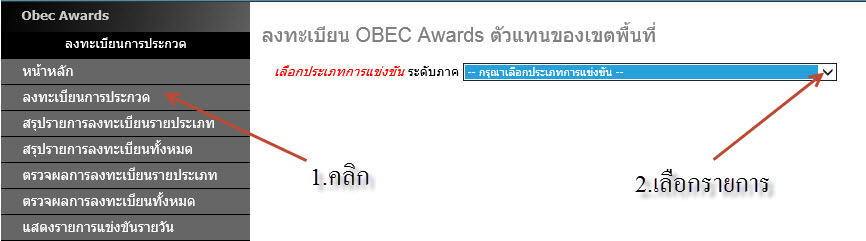 Obec Awards
ลงทะเบียนการประกวด
หน้าหลัก
ลงทะเบียนการประกวด
สรุปรายการลงทะเบียนรายประเภท
สรุปรายการลงทะเบียนทั้งหมด
ตรวจผลการลงทะเบียนรายประเภท
ตรวจผลการลงทะเบียนทั้งหมด
แสดงรายการแข่งขันรายวัน
ลงทะเบียน OBEC Awards ตัวแทนของเขตพื้นที่
เลือกประเภทการแข่งขัน ระดับภาค -- กรุณาเลือกประเภทการแข่งขัน --
1.คลิก
2.เลือกรายการ